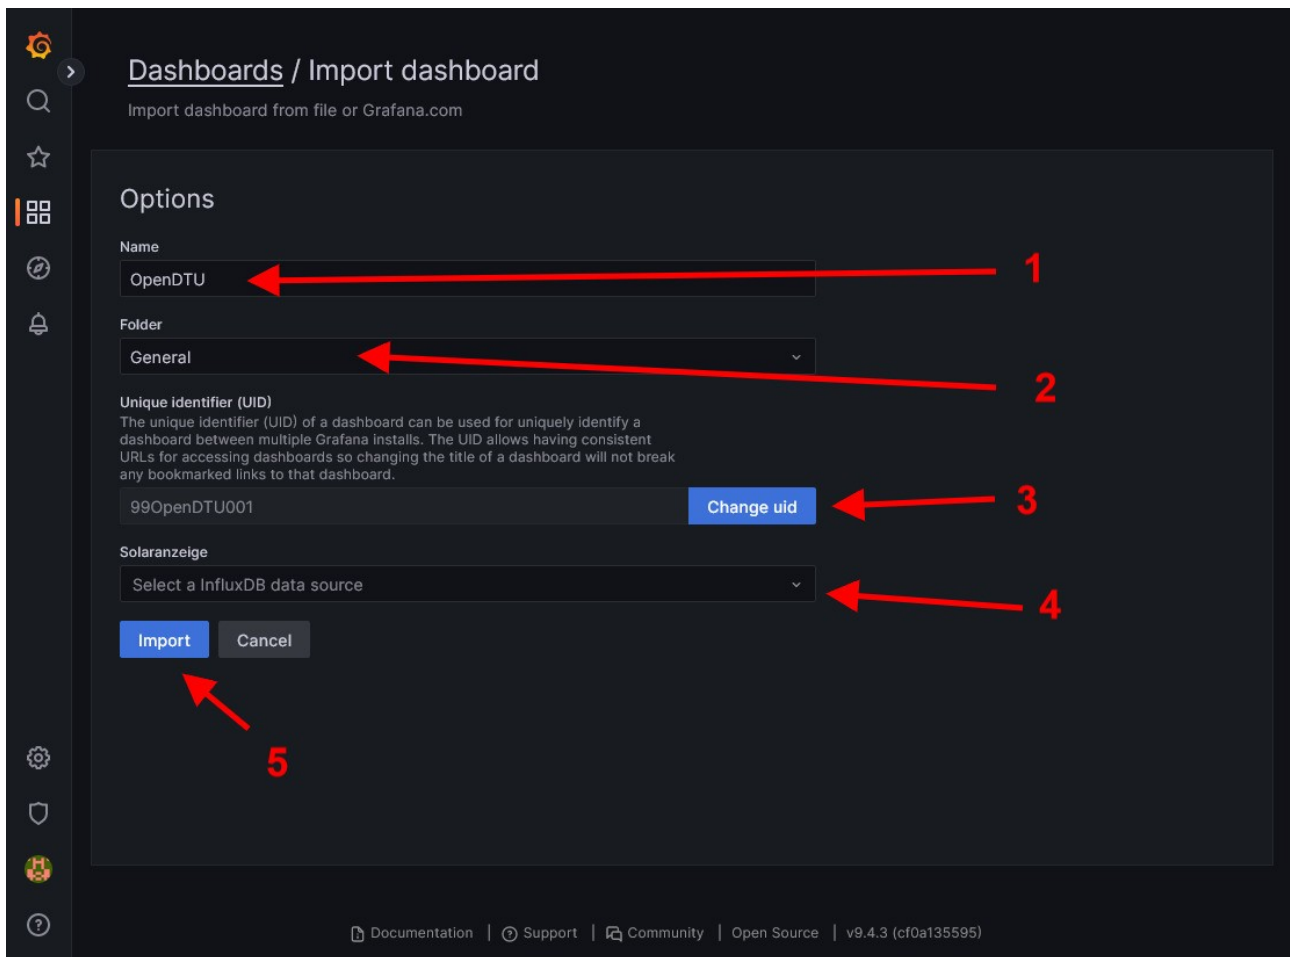 Dashboards / Import dashboard
Import dashboard from file or Grafana.com
Options
Name
OpenDTU
1
Folder
General
2
Unique identifier (UID)
The unique identifier (UID) of a dashboard can be used for uniquely identify a
dashboard between multiple Grafana installs. The UID allows having consistent
URLs for accessing dashboards so changing the title of a dashboard will not break
any bookmarked links to that dashboard.
99OpenDTU001
Change uid
3
Solaranzeige
Select a InfluxDB data source
4
Import
Cancel
5
Documentation | Support | Community | Open Source | v9.4.3 (cf0a135595)